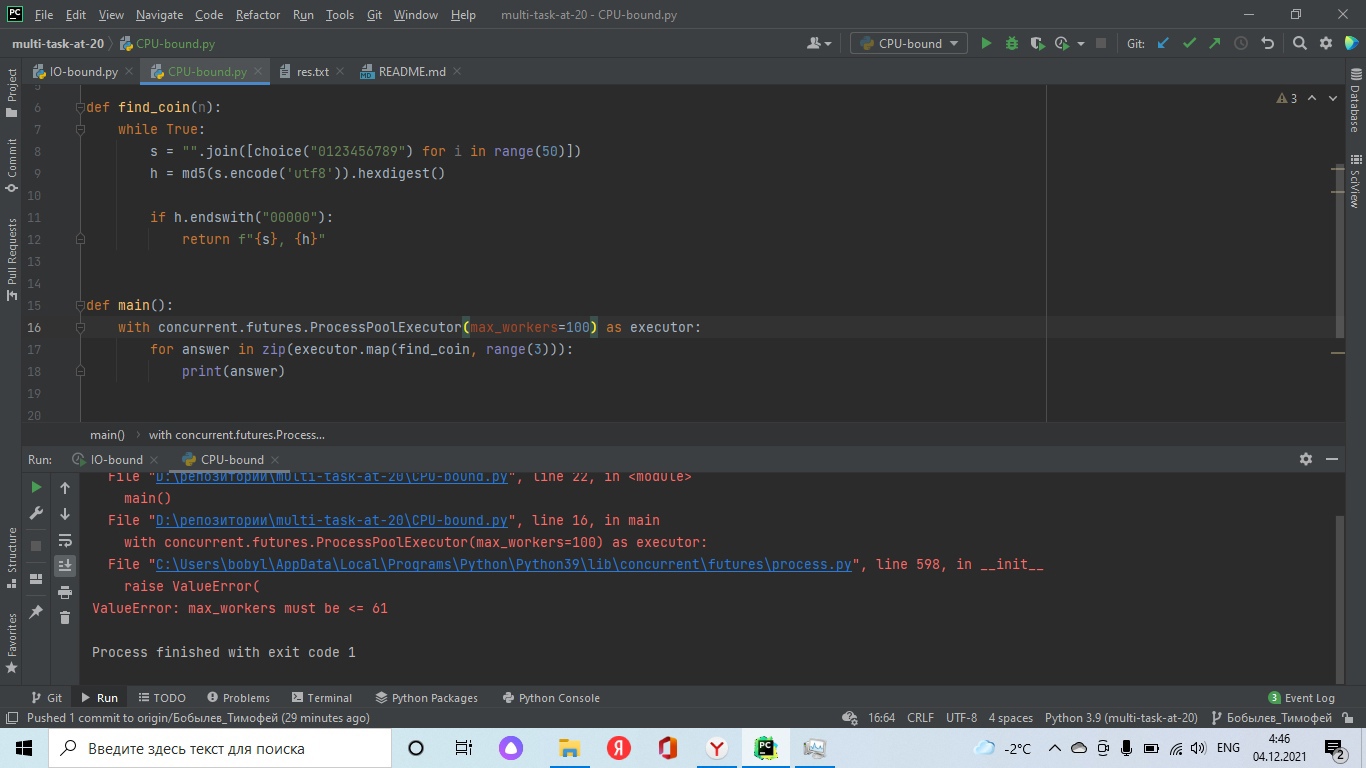 PC File Edit View Navigate Code Refactor Run Tools Git Window Help multi-task-at-20 - CPU-bound.py
multi-task-at-20 CPU-bound.py CPU-bound Git:
Project IO-bound.py CPU-bound.py res.txt README.md
6 def find_coin(n):
7 while True:
8 s = "".join([choice("0123456789") for i in range(50)])
9 h = md5(s.encode('utf8')).hexdigest()
10
11 if h.endswith("00000"):
12 return f"{s}, {h}"
13
14
15 def main():
16 with concurrent.futures.ProcessPoolExecutor(max_workers=100) as executor:
17 for answer in zip(executor.map(find_coin, range(3))):
18 print(answer)
19
20
3
Commit
Pull Requests
Structure
Favorites
Database
SciView
main() with concurrent.futures.Process...
Run: IO-bound CPU-bound
File "D:\репозитории\multi-task-at-20\CPU-bound.py", line 22, in <module>
main()
File "D:\репозитории\multi-task-at-20\CPU-bound.py", line 16, in main
with concurrent.futures.ProcessPoolExecutor(max_workers=100) as executor:
File "C:\Users\bobyl\AppData\Local\Programs\Python\Python39\lib\concurrent\futures\process.py", line 598, in __init__
raise ValueError(
ValueError: max_workers must be <= 61
Process finished with exit code 1
Git Run TODO Problems Terminal Python Packages Python Console 3 Event Log
Pushed 1 commit to origin/Бобылев_Тимофей (29 minutes ago) 16:64 CRLF UTF-8 4 spaces Python 3.9 (multi-task-at-20) Бобылев_Тимофей
Введите здесь текст для поиска Я Y PC -2°C ENG 4:46
04.12.2021 2